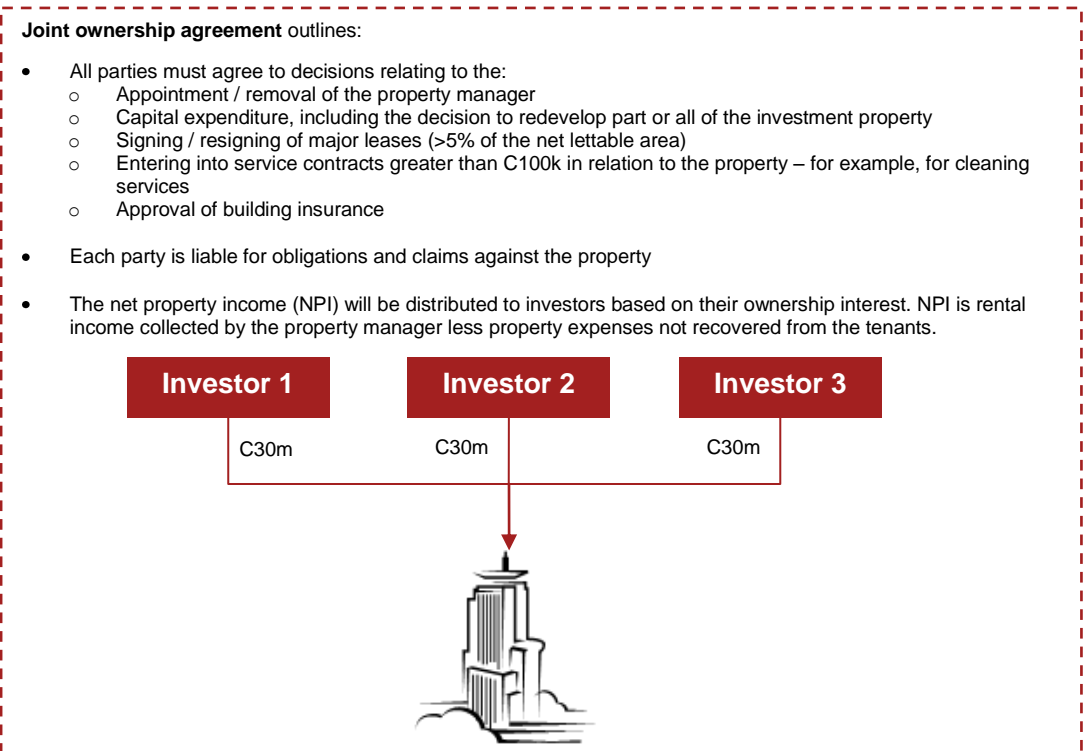 Joint ownership agreement outlines:
• All parties must agree to decisions relating to the:
o Appointment / removal of the property manager
o Capital expenditure, including the decision to redevelop part or all of the investment property
o Signing / resigning of major leases (>5% of the net lettable area)
o Entering into service contracts greater than C100k in relation to the property – for example, for cleaning
services
o Approval of building insurance
• Each party is liable for obligations and claims against the property
• The net property income (NPI) will be distributed to investors based on their ownership interest. NPI is rental
income collected by the property manager less property expenses not recovered from the tenants.
Investor 1 Investor 2 Investor 3
C30m C30m C30m